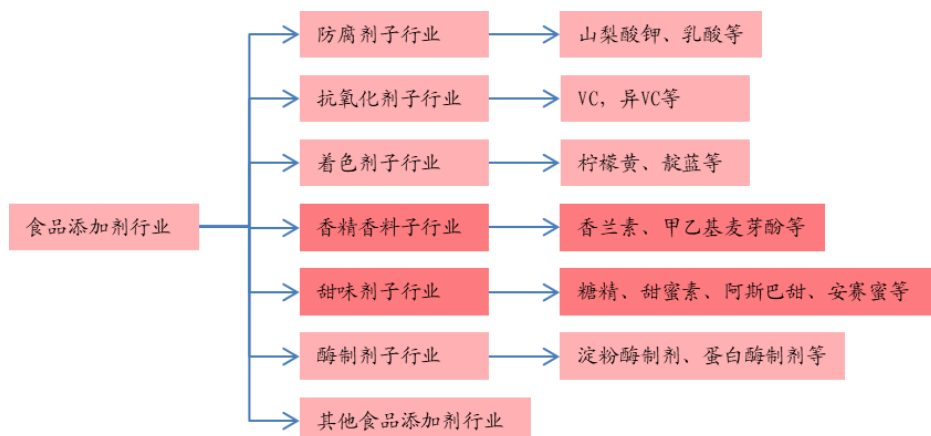 防腐剂子行业
山梨酸钾、乳酸等
抗氧化剂子行业
VC，异VC等
着色剂子行业
柠檬黄、靛蓝等
食品添加剂行业
香精香料子行业
香兰素、甲乙基麦芽酚等
甜味剂子行业
糖精、甜蜜素、阿斯巴甜、安赛蜜等
酶制剂子行业
淀粉酶制剂、蛋白酶制剂等
其他食品添加剂行业